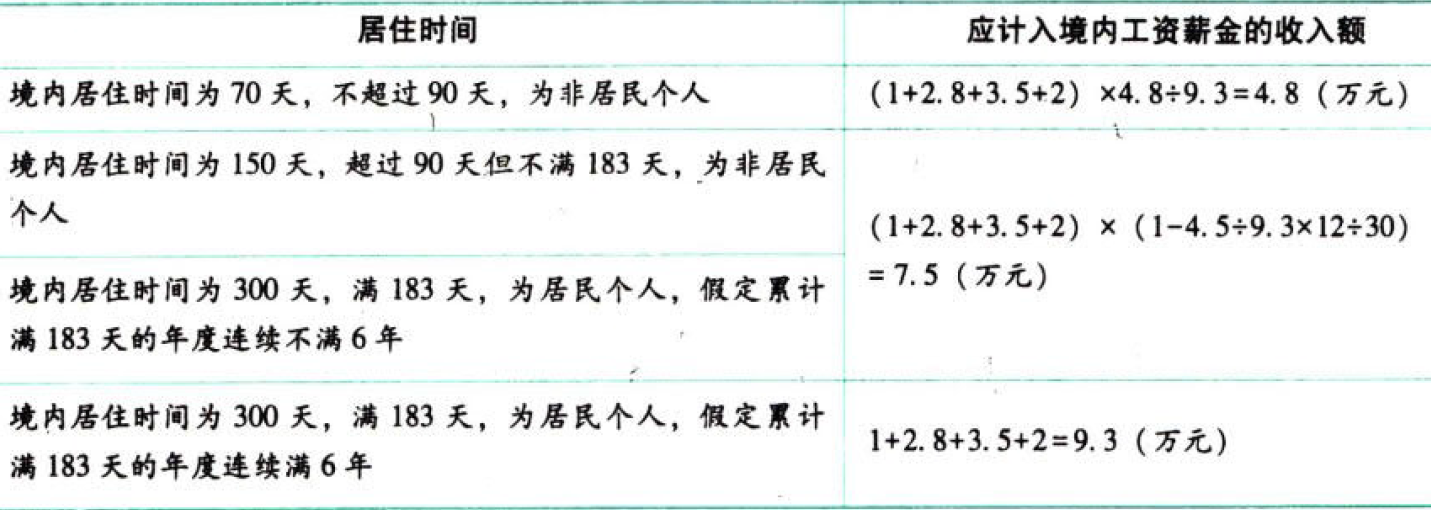 居住时间
应计入境内工资薪金的收入额
境内居住时间为 70 天，不超过 90 天，为非居民个人
(1+2.8+3.5+2) ×4.8÷9.3=4.8（万元）
境内居住时间为 150 天，超过 90 天但不满 183 天，为非居民
个人
(1+2.8+3.5+2) × (1-4.5÷9.3×12÷30)
=7.5（万元）
境内居住时间为 300 天，满 183 天，为居民个人，假定累计
满 183 天的年度连续不满 6 年
境内居住时间为 300 天，满 183 天，为居民个人，假定累计
满 183 天的年度连续满 6 年
1+2.8+3.5+2=9.3（万元）